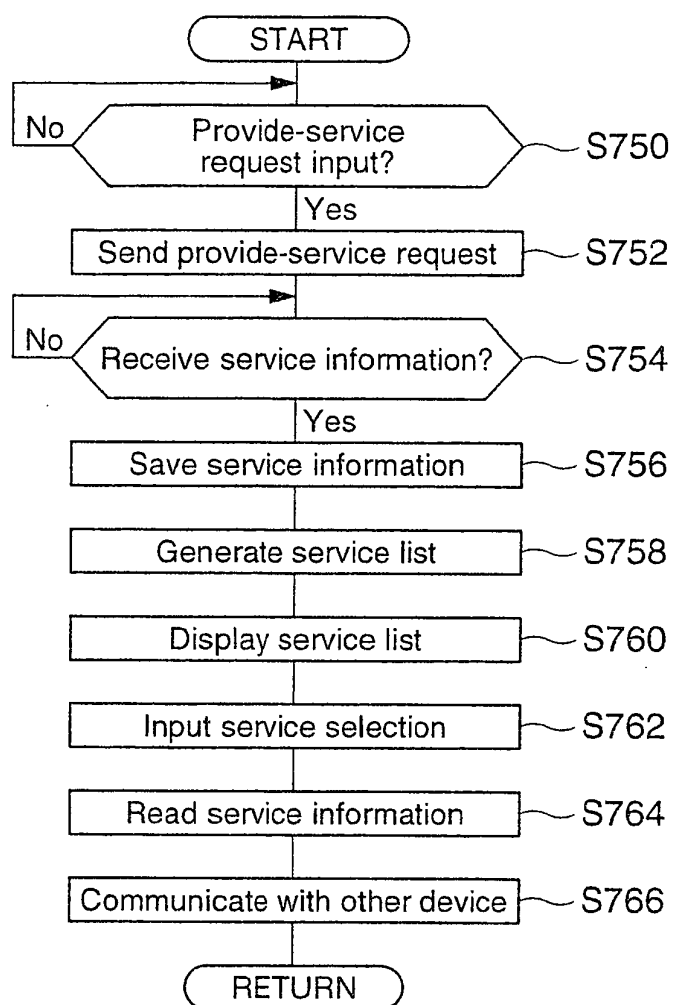 START
No
Provide-service
request input?
S750
Yes
Send provide-service request
S752
No
Receive service information?
S754
Yes
Save service information
S756
Generate service list
S758
Display service list
S760
Input service selection
S762
Read service information
S764
Communicate with other device
S766
RETURN